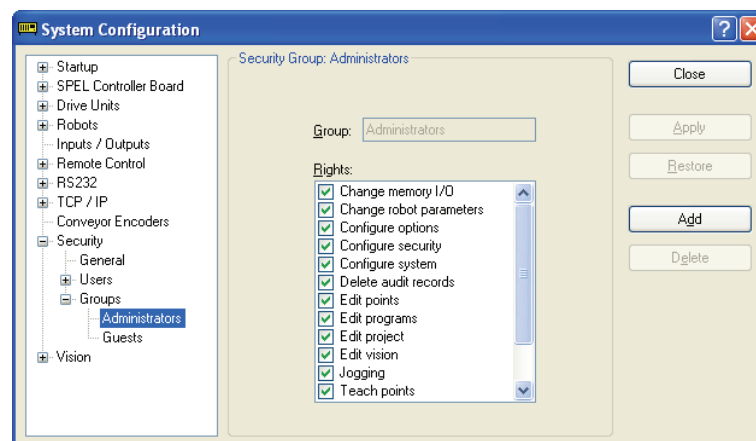 System Configuration
Startup
SPEL Controller Board
Drive Units
Robots
Inputs / Outputs
Remote Control
RS232
TCP / IP
Conveyor Encoders
Security
General
Users
Groups
Administrators
Guests
Vision
Security Group: Administrators
Group: Administrators
Rights:
Change memory I/O
Change robot parameters
Configure options
Configure security
Configure system
Delete audit records
Edit points
Edit programs
Edit project
Edit vision
Jogging
Teach points
Close
Apply
Restore
Add
Delete